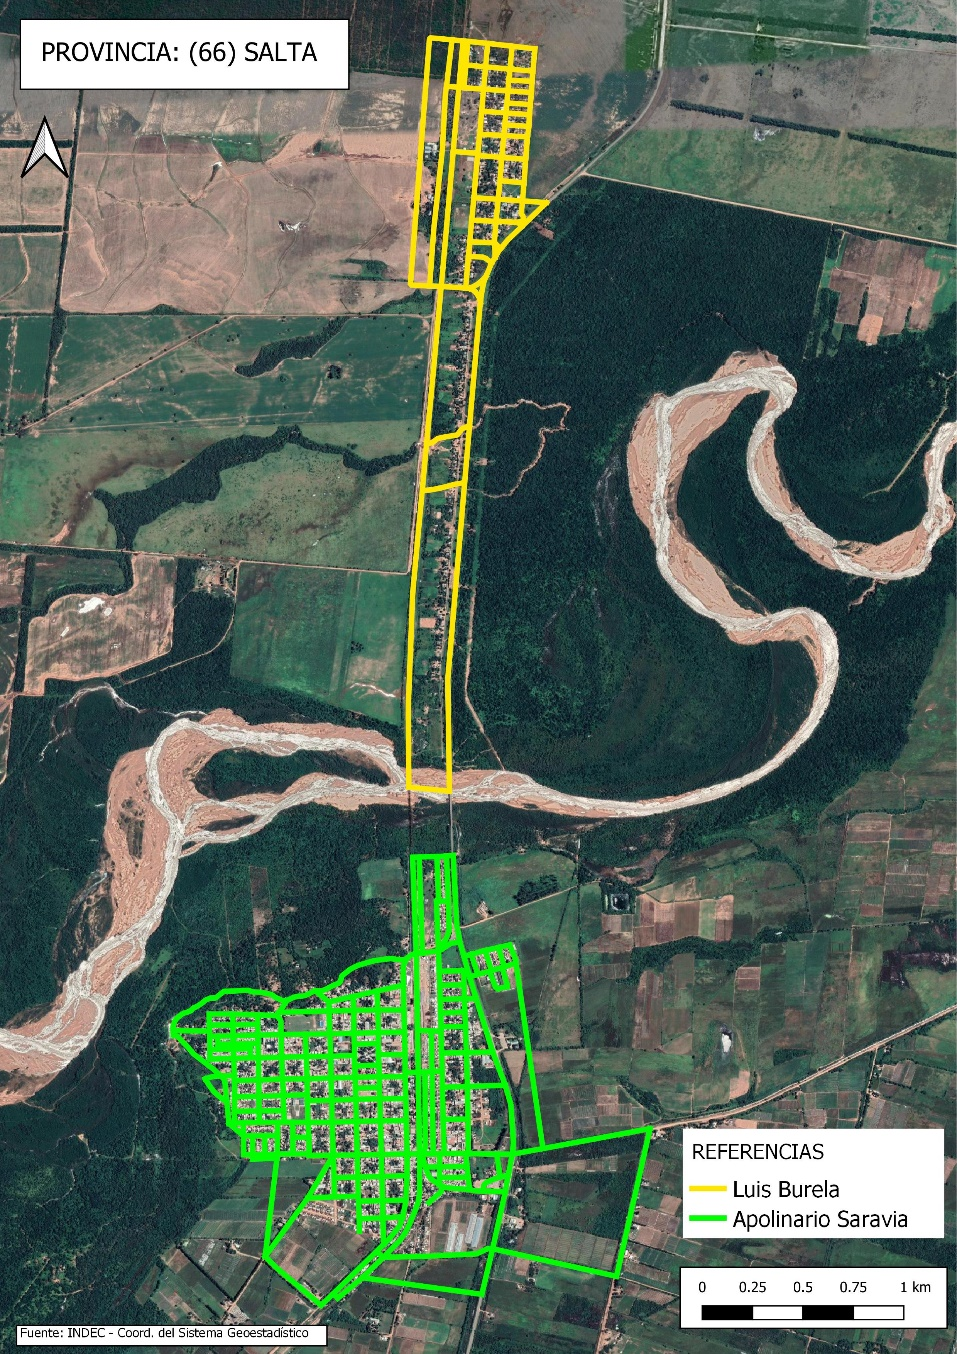 PROVINCIA: (66) SALTA
REFERENCIAS
Luis Burela
Apolinario Saravia
0 0.25 0.5 0.75 1 km
Fuente: INDEC - Coord. del Sistema Geoestadístico